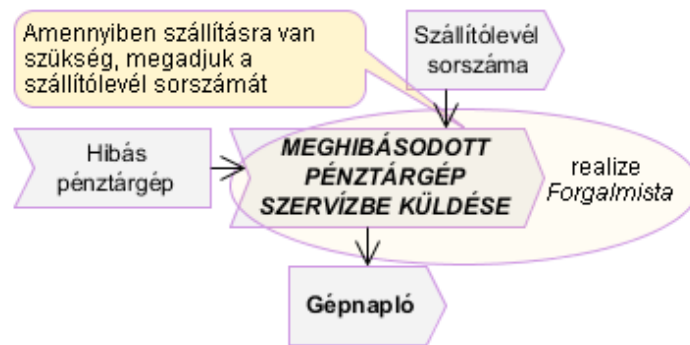 Amennyiben szállításra van
szükség, megadjuk a
szállítólevél sorszámát
Szállítólevél
sorszáma
Hibás
pénztárgép
MEGHIBÁSODOTT
PÉNZTÁRGÉP
SZERVÍZBE KÜLDÉSE
realize
Forgalmista
Gépnapló